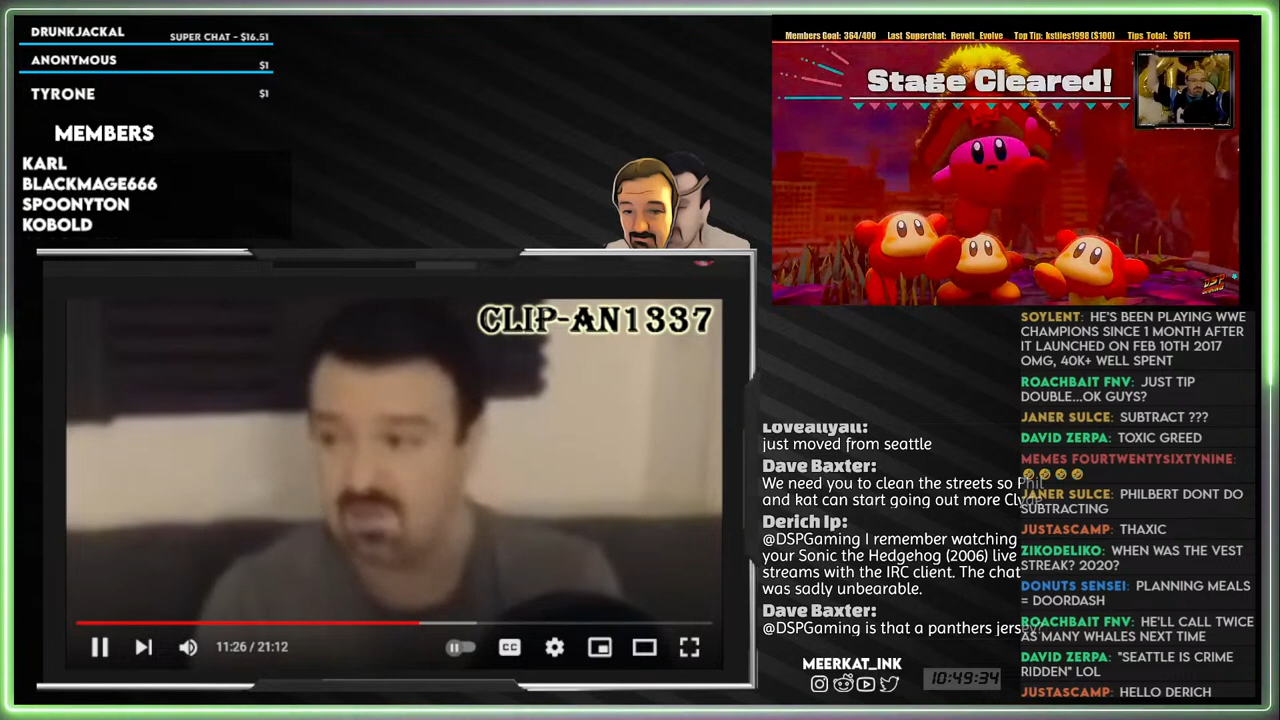 DRUNKJACKAL
SUPER CHAT - $16.51
ANONYMOUS
$1
TYRONE
$1
MEMBERS
KARL
BLACKMAGE666
SPOONYTON
KOBOLD
Members Goal: 364/400 Last Superchat: Revolt_Evolve Top Tip: kstiles1998 ($100) Tips Total: $611
Stage Cleared!
DSP
GAMING
CLIP-AN1337
11:26 / 21:12
CC
Loveallyall:
just moved from seattle
Dave Baxter:
We need you to clean the streets so Phil
and kat can start going out more Clyde
Derich Ip:
@DSPGaming I remember watching
your Sonic the Hedgehog (2006) live
streams with the IRC client. The chat
was sadly unbearable.
Dave Baxter:
@DSPGaming is that a panthers jersey?
MEERKAT_INK
10:49:34
SOYLENT: HE'S BEEN PLAYING WWE
CHAMPIONS SINCE 1 MONTH AFTER
IT LAUNCHED ON FEB 10TH 2017
OMG, 40K+ WELL SPENT
ROACHBAIT FNV: JUST TIP
DOUBLE...OK GUYS?
JANER SULCE: SUBTRACT ???
DAVID ZERPA: TOXIC GREED
MEMES FOURTWENTYSIXTYNINE:
JANER SULCE: PHILBERT DONT DO
SUBTRACTING
JUSTASCAMP: THAXIC
ZIKODELIKO: WHEN WAS THE VEST
STREAK? 2020?
DONUTS SENSEI: PLANNING MEALS
= DOORDASH
ROACHBAIT FNV: HE'LL CALL TWICE
AS MANY WHALES NEXT TIME
DAVID ZERPA: "SEATTLE IS CRIME
RIDDEN" LOL
JUSTASCAMP: HELLO DERICH